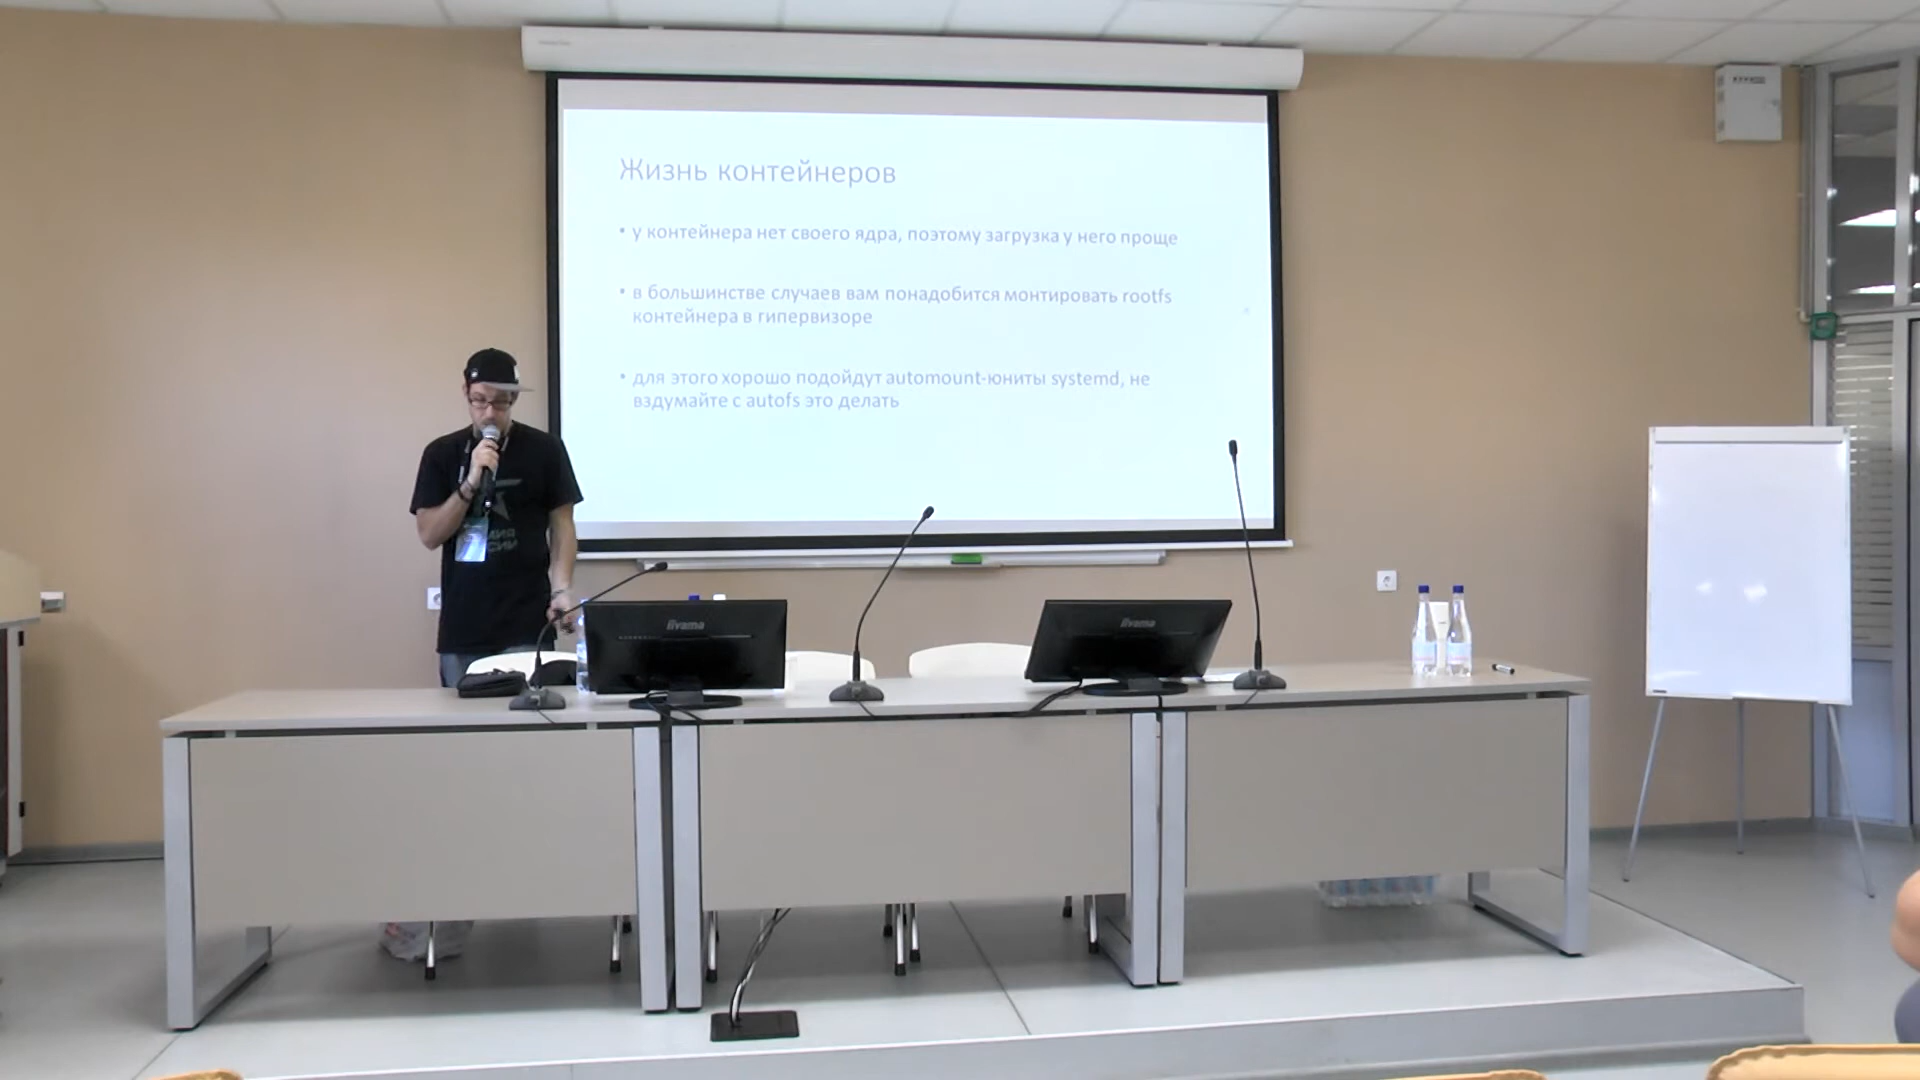 Жизнь контейнеров
• у контейнера нет своего ядра, поэтому загрузка у него проще
• в большинстве случаев вам понадобится монтировать rootfs
контейнера в гипервизоре
• для этого хорошо подойдут automount-юниты systemd, не
вздумайте с autofs это делать
iiyama
iiyama